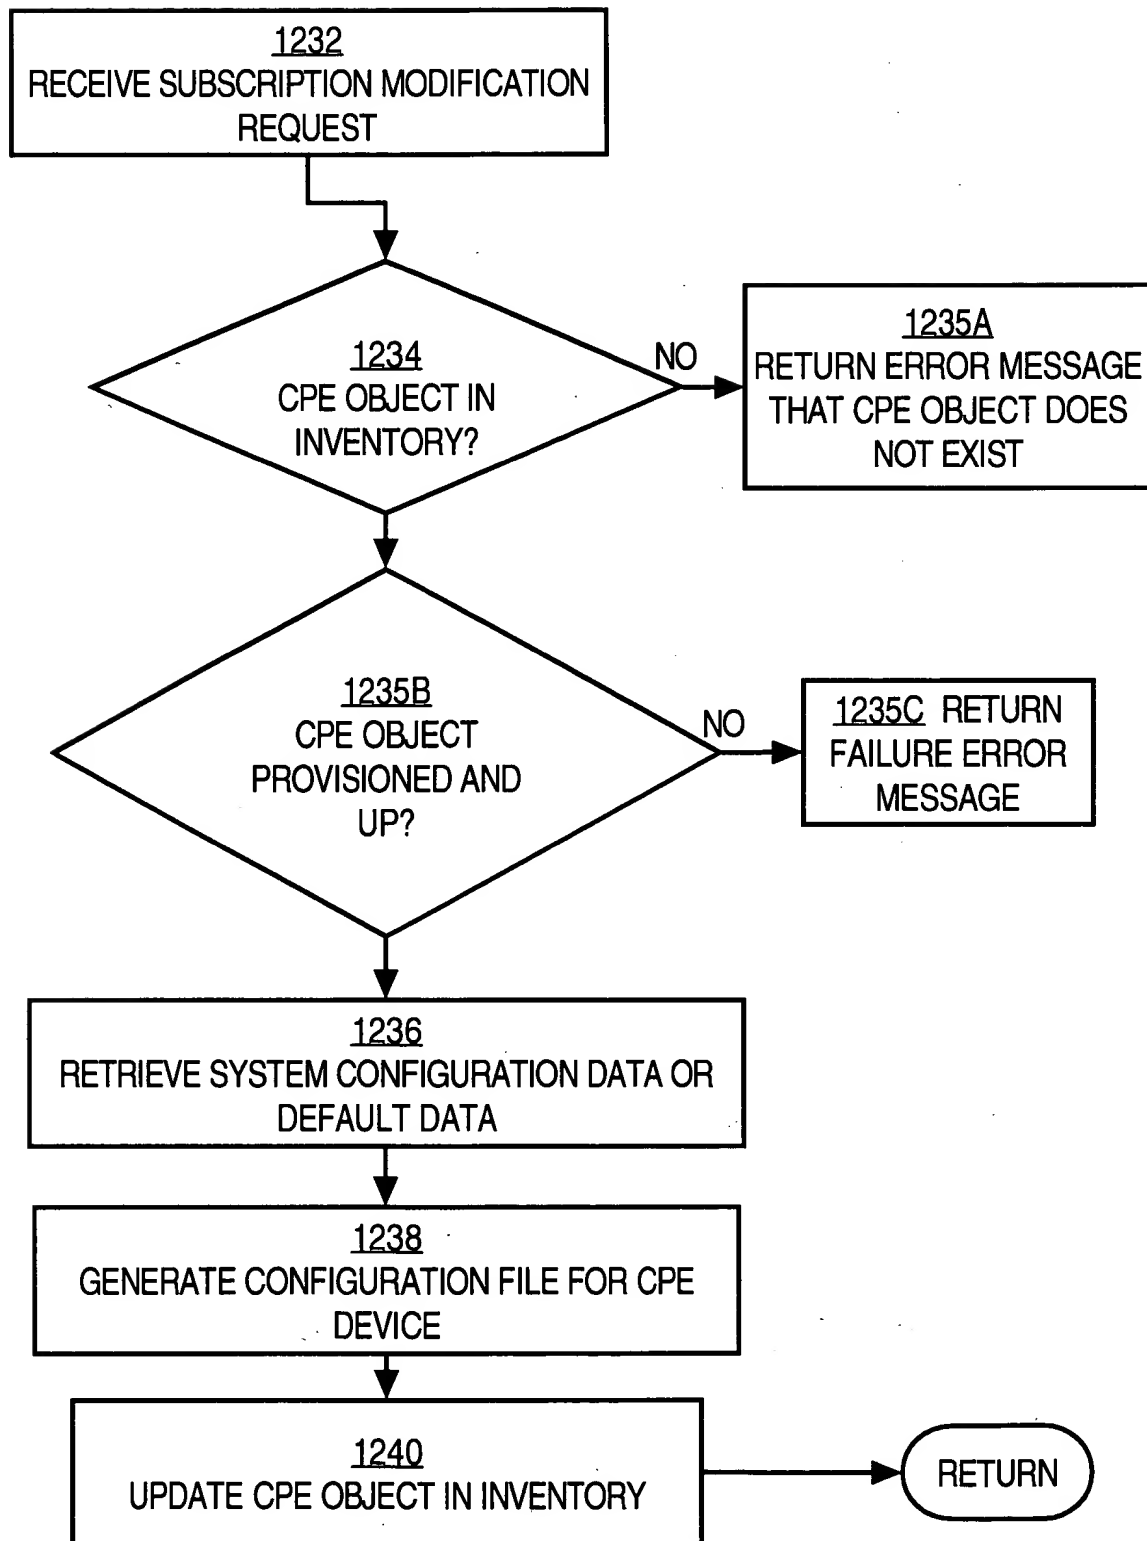 1232
RECEIVE SUBSCRIPTION MODIFICATION
REQUEST
1234
CPE OBJECT IN
INVENTORY?
NO
1235A
RETURN ERROR MESSAGE
THAT CPE OBJECT DOES
NOT EXIST
1235B
CPE OBJECT
PROVISIONED AND
UP?
NO
1235C RETURN
FAILURE ERROR
MESSAGE
1236
RETRIEVE SYSTEM CONFIGURATION DATA OR
DEFAULT DATA
1238
GENERATE CONFIGURATION FILE FOR CPE
DEVICE
1240
UPDATE CPE OBJECT IN INVENTORY
RETURN